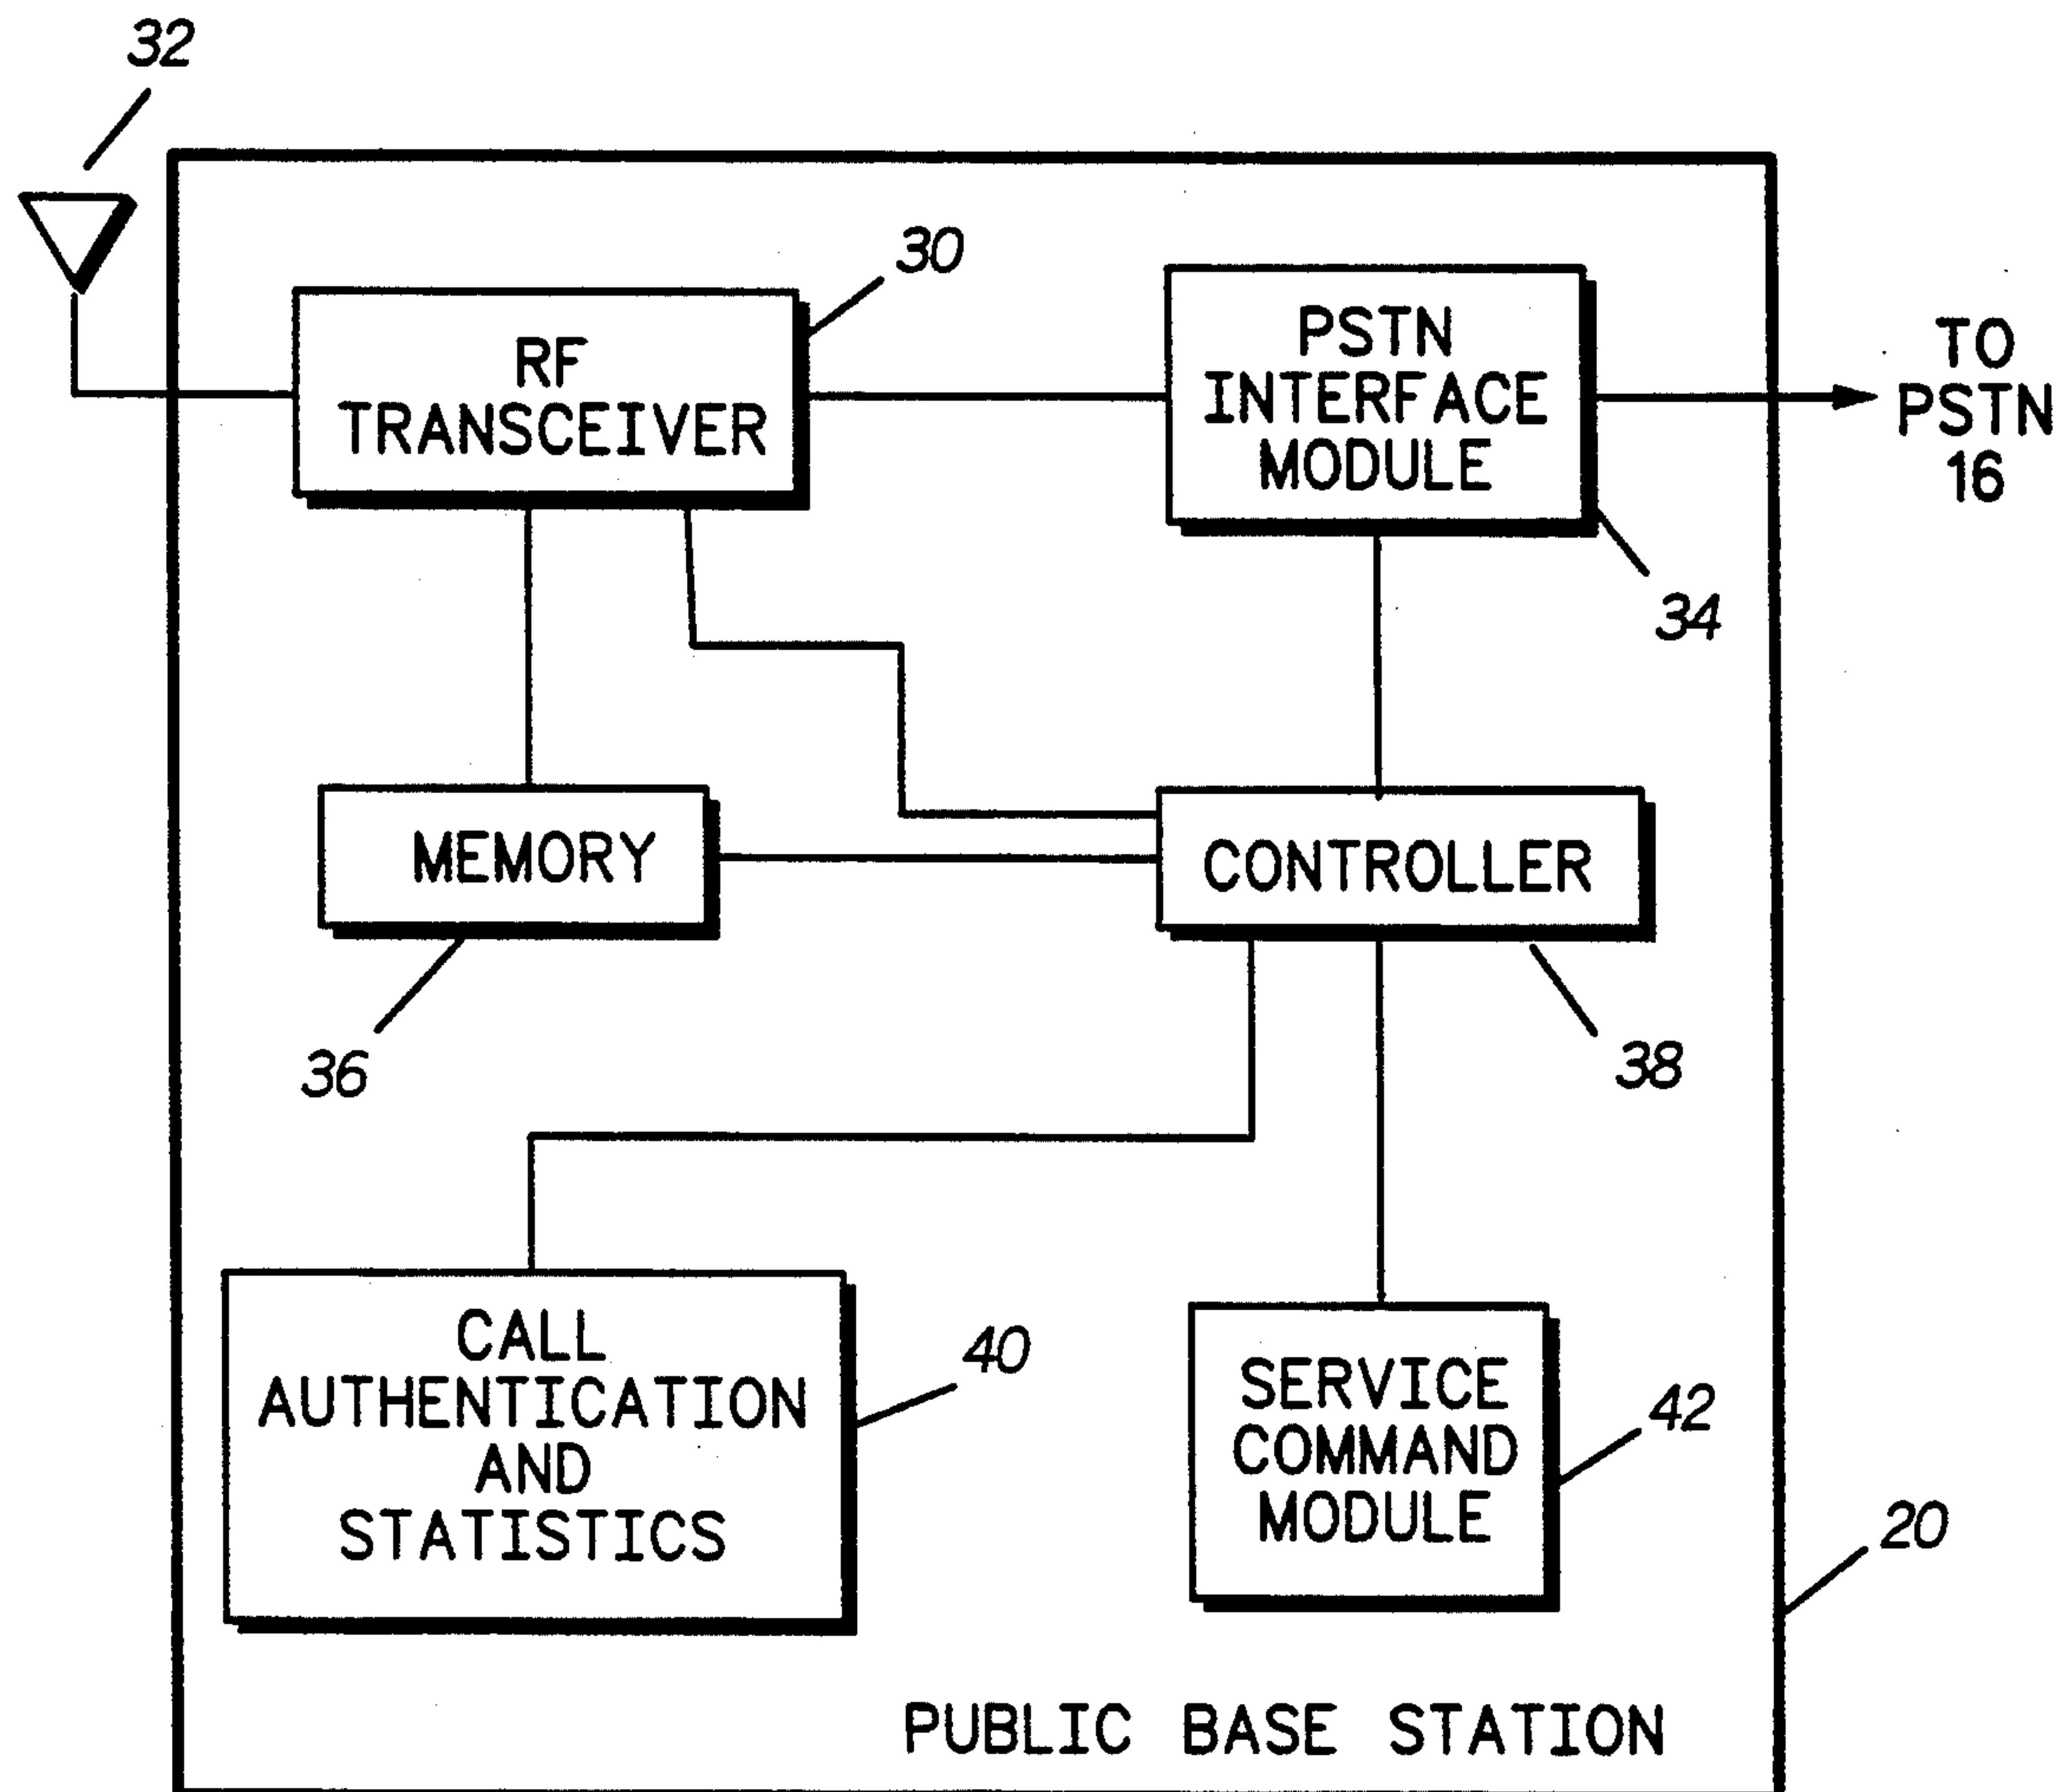 32
30
RF
TRANSCEIVER
PSTN
INTERFACE
MODULE
TO
PSTN
16
34
MEMORY
CONTROLLER
36
38
CALL
AUTHENTICATION
AND
STATISTICS
40
SERVICE
COMMAND
MODULE
42
20
PUBLIC BASE STATION